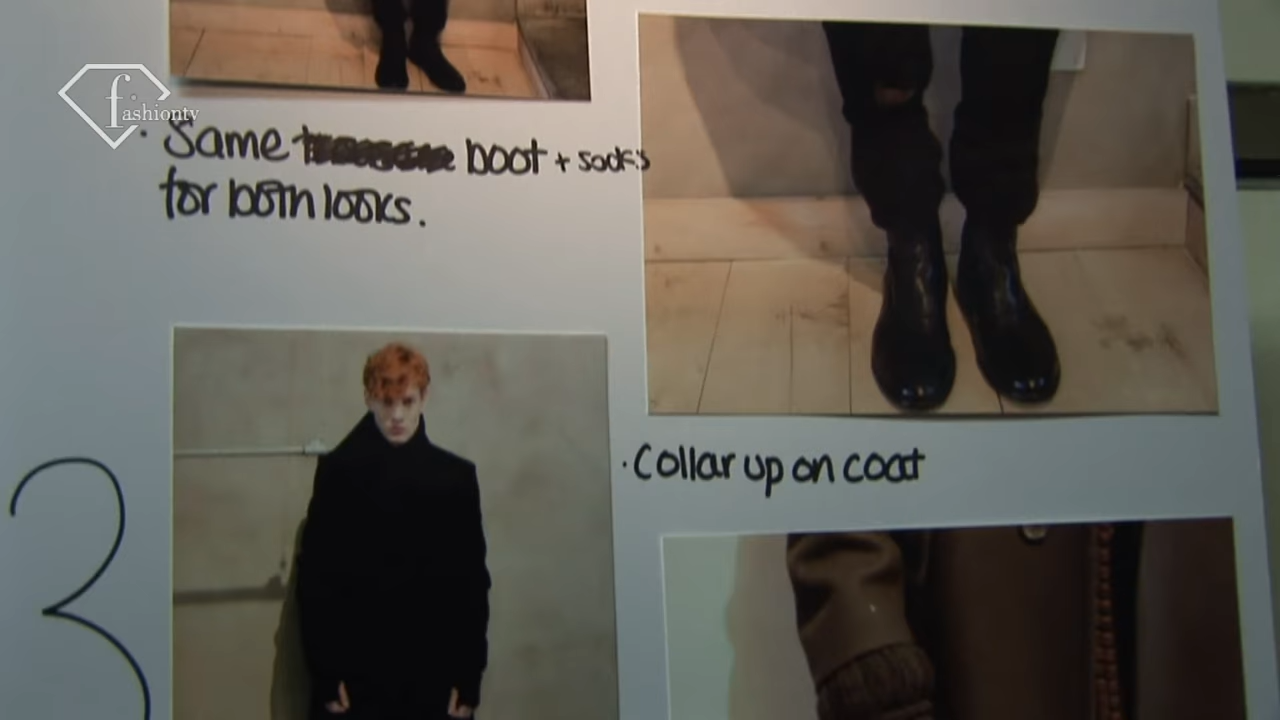 fashiontv
· Same boot + socks
for both looks.
· Collar up on coat
3